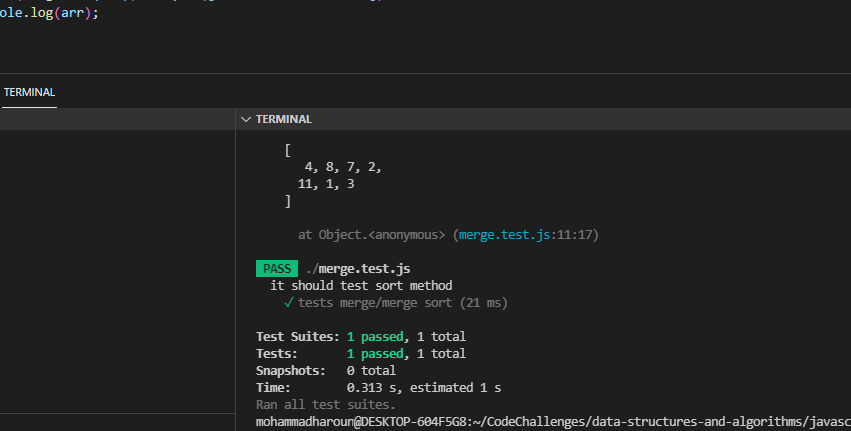 ole.log(arr);
TERMINAL
TERMINAL
[
4, 8, 7, 2,
11, 1, 3
]
at Object.<anonymous> (merge.test.js:11:17)
PASS ./merge.test.js
it should test sort method
✓ tests merge/merge sort (21 ms)
Test Suites: 1 passed, 1 total
Tests: 1 passed, 1 total
Snapshots: 0 total
Time: 0.313 s, estimated 1 s
Ran all test suites.
mohammadharoun@DESKTOP-604F5G8:~/CodeChallenges/data-structures-and-algorithms/javasc